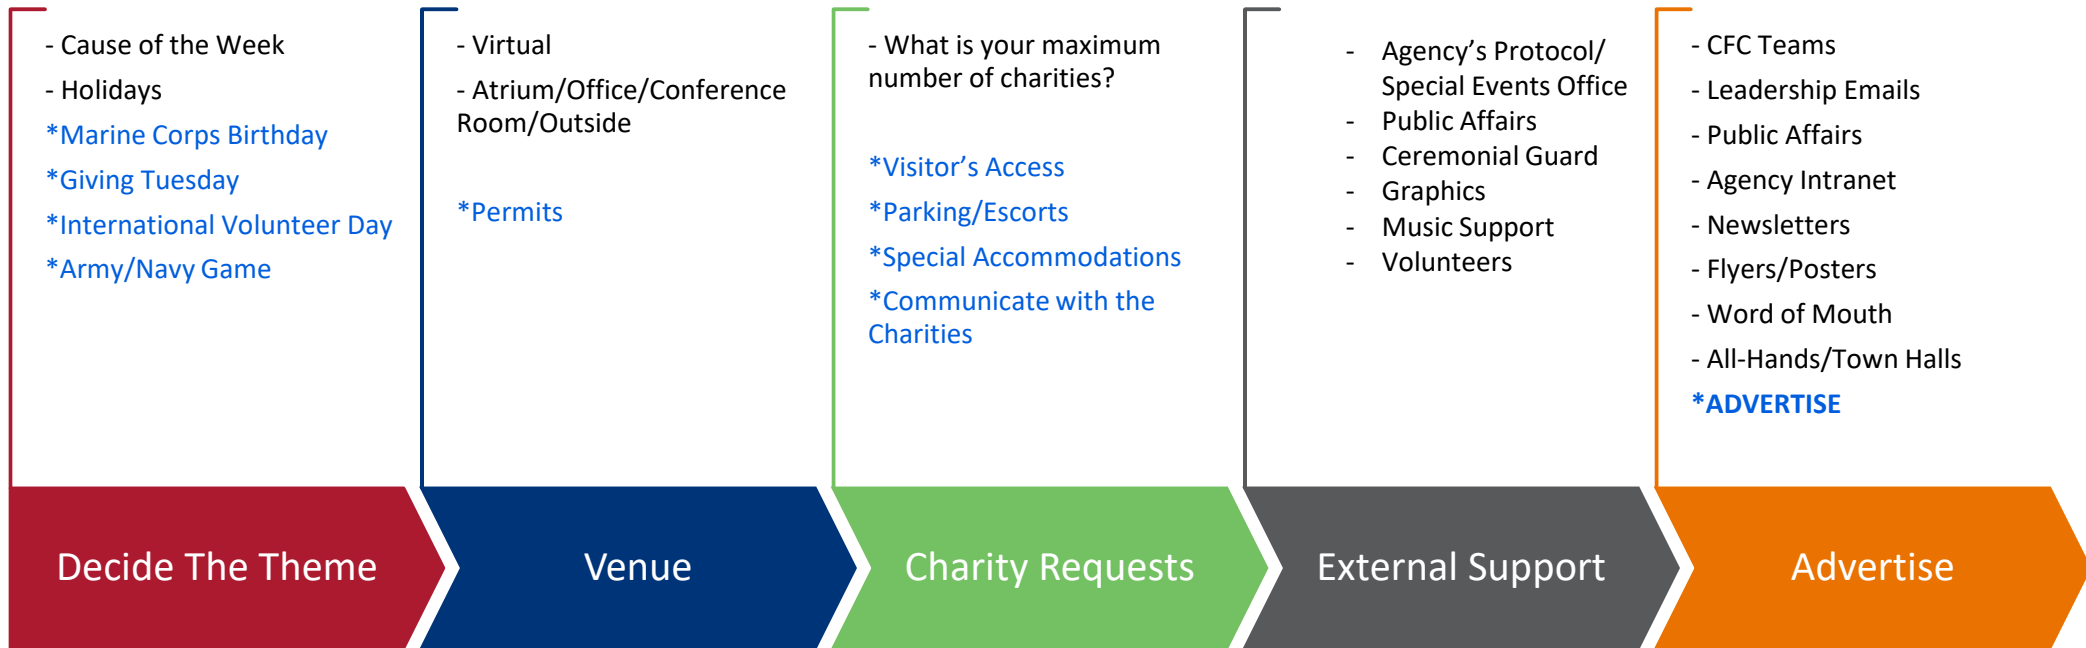 - Cause of the Week
- Holidays
*Marine Corps Birthday
*Giving Tuesday
*International Volunteer Day
*Army/Navy Game
Decide The Theme
- Virtual
- Atrium/Office/Conference
Room/Outside
*Permits
Venue
- What is your maximum
number of charities?
*Visitor’s Access
*Parking/Escorts
*Special Accommodations
*Communicate with the
Charities
Charity Requests
- Agency’s Protocol/
Special Events Office
- Public Affairs
- Ceremonial Guard
- Graphics
- Music Support
- Volunteers
External Support
- CFC Teams
- Leadership Emails
- Public Affairs
- Agency Intranet
- Newsletters
- Flyers/Posters
- Word of Mouth
- All-Hands/Town Halls
*ADVERTISE
Advertise